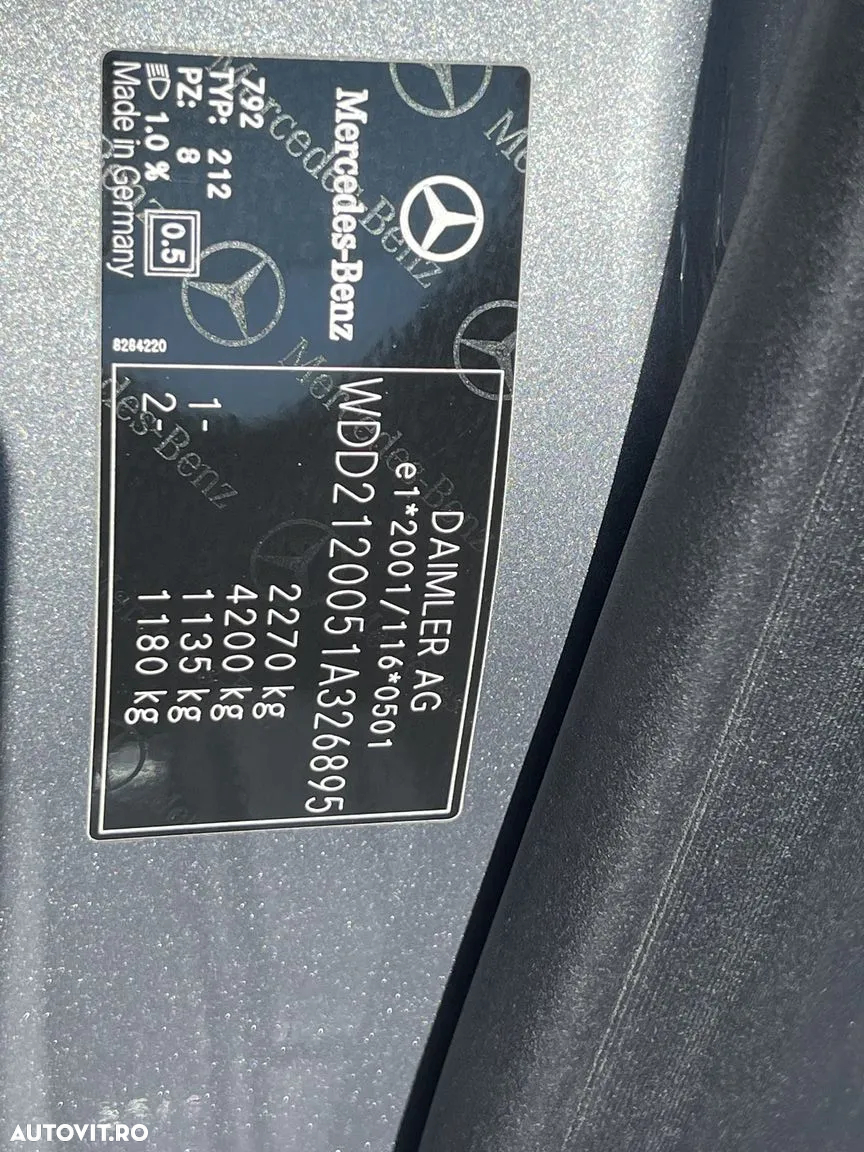 792
TYP: 212
PZ: 8
1.0 %
0.5
Made in Germany
8264220
Mercedes-Benz
DAIMLER AG
e1*2001/116*0501
WDD2120051A326895
2270 kg
4200 kg
1- 1135 kg
2- 1180 kg
AUTOVIT.RO